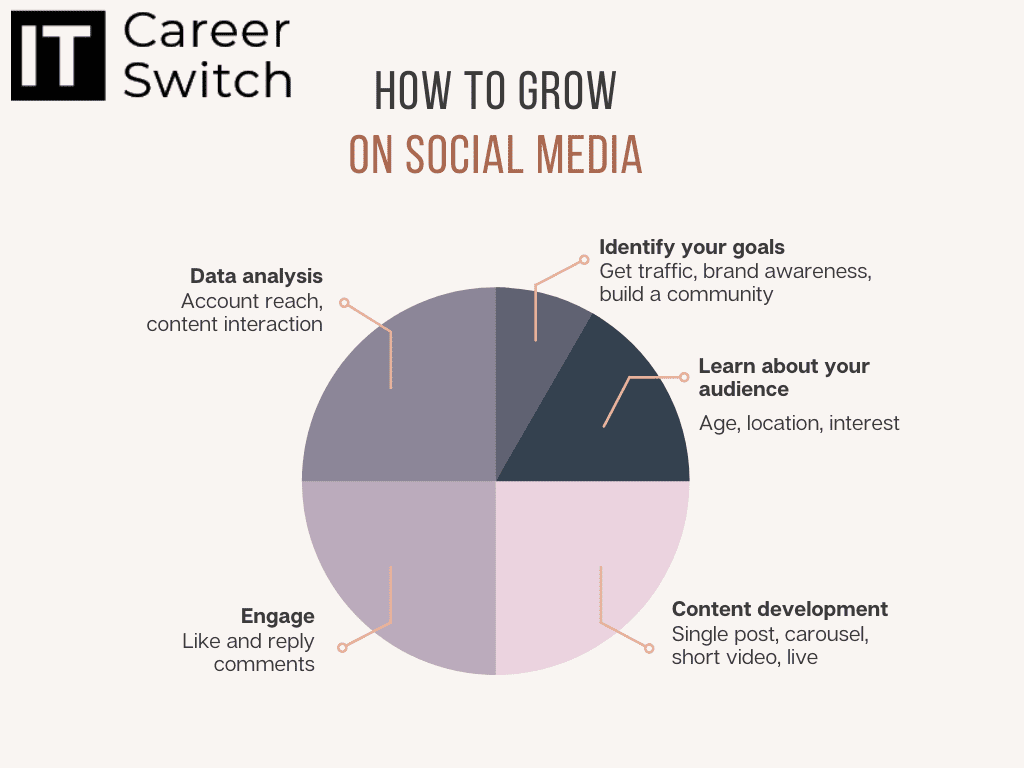 IT Career
Switch
HOW TO GROW
ON SOCIAL MEDIA
Identify your goals
Get traffic, brand awareness,
build a community
Data analysis
Account reach,
content interaction
Learn about your
audience
Age, location, interest
Content development
Single post, carousel,
short video, live
Engage
Like and reply
comments